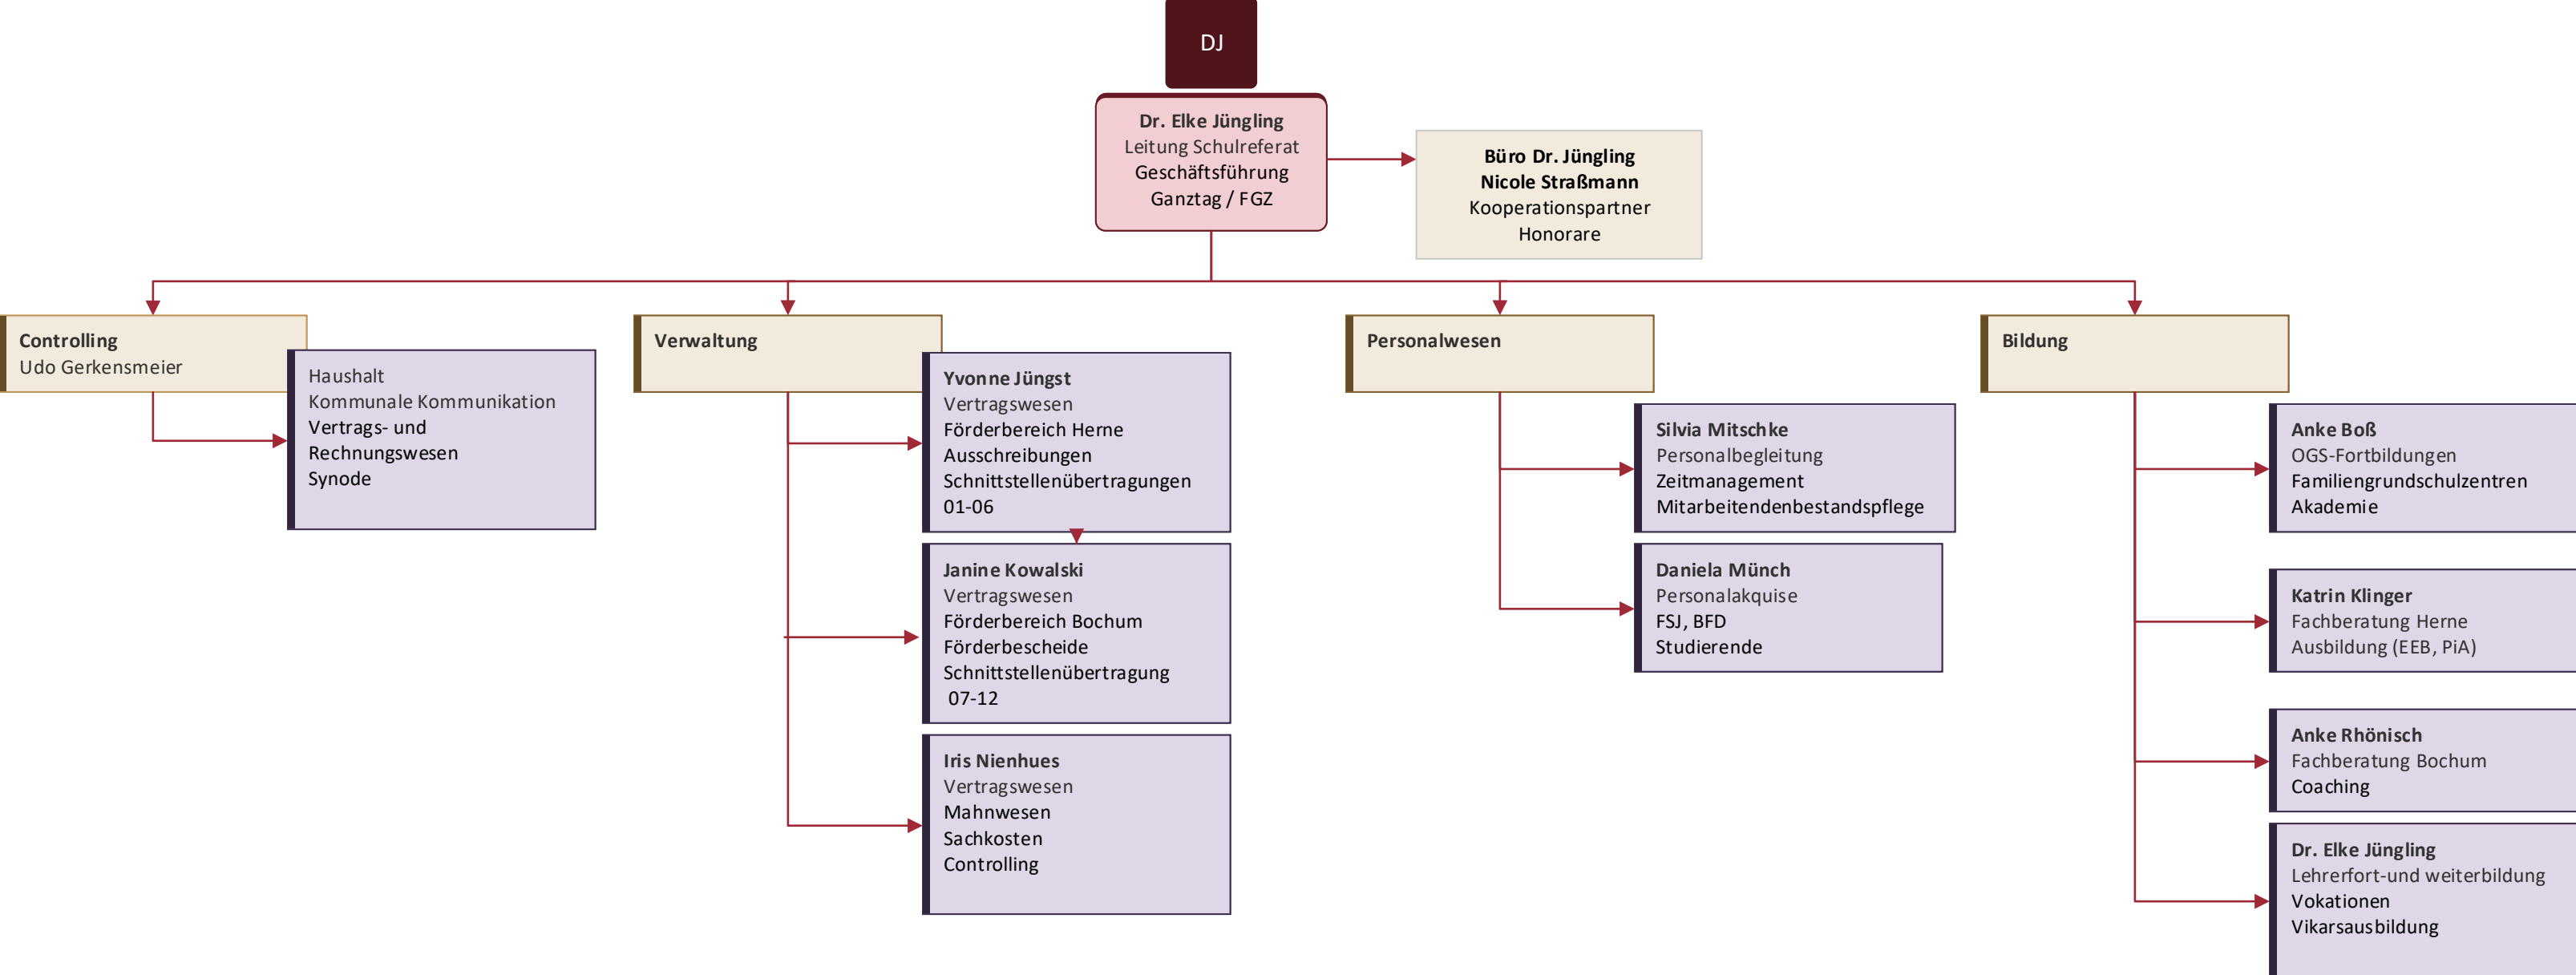 DJ
Dr. Elke Jüngling
Leitung Schulreferat
Geschäftsführung
Ganztag / FGZ
Büro Dr. Jüngling
Nicole Straßmann
Kooperationspartner
Honorare
Controlling
Udo Gerkensmeier
Haushalt
Kommunale Kommunikation
Vertrags- und
Rechnungswesen
Synode
Verwaltung
Yvonne Jüngst
Vertragswesen
Förderbereich Herne
Ausschreibungen
Schnittstellenübertragungen
01-06
Janine Kowalski
Vertragswesen
Förderbereich Bochum
Förderbescheide
Schnittstellenübertragung
07-12
Iris Nienhues
Vertragswesen
Mahnwesen
Sachkosten
Controlling
Personalwesen
Silvia Mitschke
Personalbegleitung
Zeitmanagement
Mitarbeitendenbestandspflege
Daniela Münch
Personalakquise
FSJ, BFD
Studierende
Bildung
Anke Boß
OGS-Fortbildungen
Familiengrundschulzentren
Akademie
Katrin Klinger
Fachberatung Herne
Ausbildung (EEB, PiA)
Anke Rhönisch
Fachberatung Bochum
Coaching
Dr. Elke Jüngling
Lehrerfort-und weiterbildung
Vokationen
Vikarsausbildung